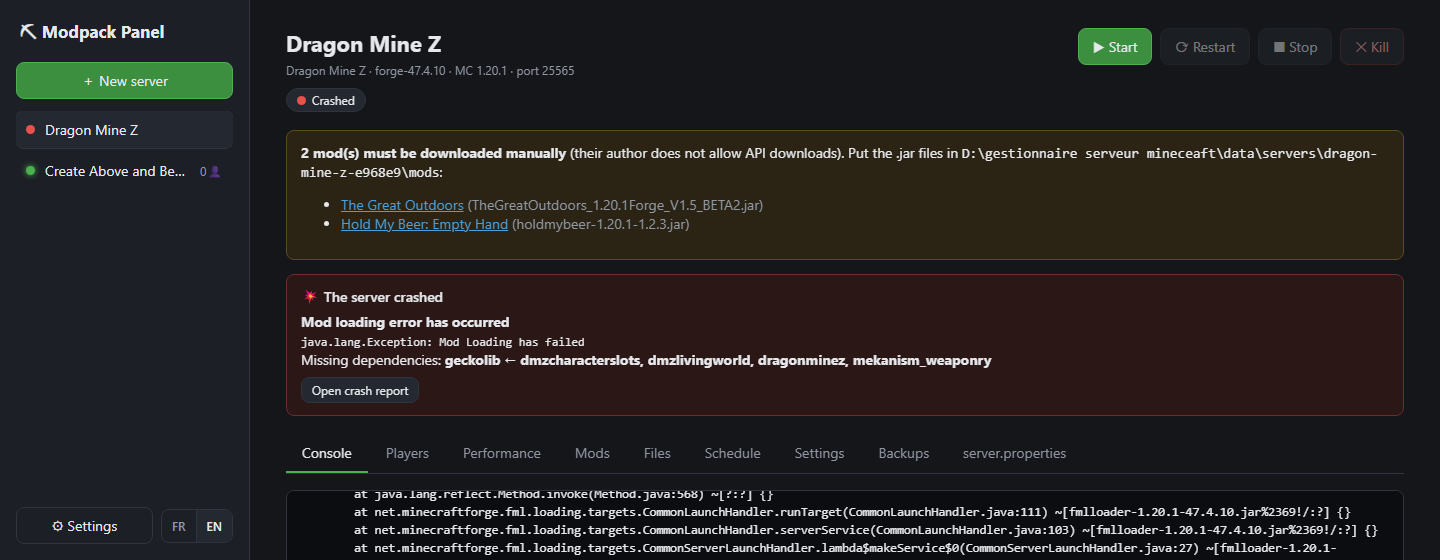 ⛏ Modpack Panel
+ New server
Dragon Mine Z
Create Above and Be... 0
⚙ Settings
FR EN
Dragon Mine Z
Dragon Mine Z · forge-47.4.10 · MC 1.20.1 · port 25565
Crashed
▶ Start
⟳ Restart
■ Stop
✕ Kill
2 mod(s) must be downloaded manually (their author does not allow API downloads). Put the .jar files in D:\gestionnaire serveur mineceaft\data\servers\dragon-
mine-z-e968e9\mods:
• The Great Outdoors (TheGreatOutdoors_1.20.1Forge_V1.5_BETA2.jar)
• Hold My Beer: Empty Hand (holdmybeer-1.20.1-1.2.3.jar)
The server crashed
Mod loading error has occurred
java.lang.Exception: Mod Loading has failed
Missing dependencies: geckolib ← dmzcharacterslots, dmzlivingworld, dragonminez, mekanism_weaponry
Open crash report
Console Players Performance Mods Files Schedule Settings Backups server.properties
at java.lang.reflect.Method.invoke(Method.java:568) ~[?:?] {}
at net.minecraftforge.fml.loading.targets.CommonLaunchHandler.runTarget(CommonLaunchHandler.java:111) ~[fmlloader-1.20.1-47.4.10.jar%2369!/:?] {}
at net.minecraftforge.fml.loading.targets.CommonLaunchHandler.serverService(CommonLaunchHandler.java:103) ~[fmlloader-1.20.1-47.4.10.jar%2369!/:?] {}
at net.minecraftforge.fml.loading.targets.CommonServerLaunchHandler.lambda$makeService$0(CommonServerLaunchHandler.java:27) ~[fmlloader-1.20.1-